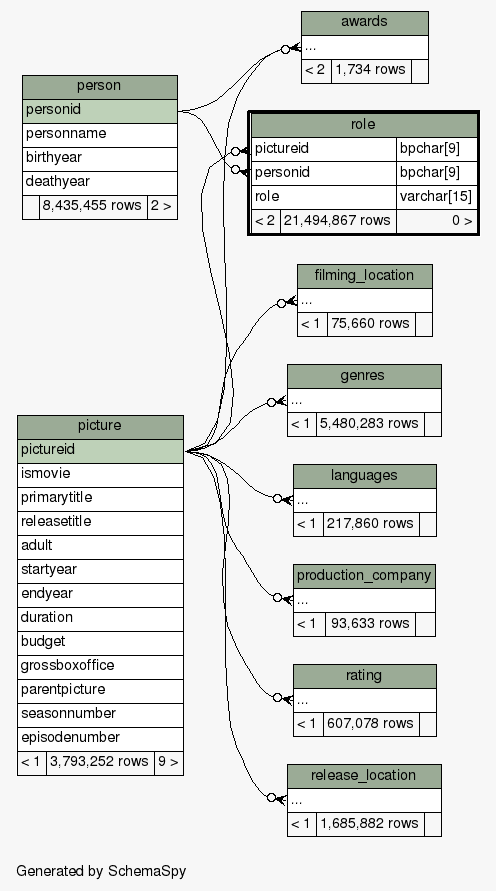 awards
...
< 2 1,734 rows
person
personid
personname
birthyear
deathyear
8,435,455 rows 2 >
role
pictureid bpchar[9]
personid bpchar[9]
role varchar[15]
< 2 21,494,867 rows 0 >
filming_location
...
< 1 75,660 rows
genres
...
< 1 5,480,283 rows
picture
pictureid
ismovie
primarytitle
releasetitle
adult
startyear
endyear
duration
budget
grossboxoffice
parentpicture
seasonnumber
episodenumber
< 1 3,793,252 rows 9 >
languages
...
< 1 217,860 rows
production_company
...
< 1 93,633 rows
rating
...
< 1 607,078 rows
release_location
...
< 1 1,685,882 rows
Generated by SchemaSpy